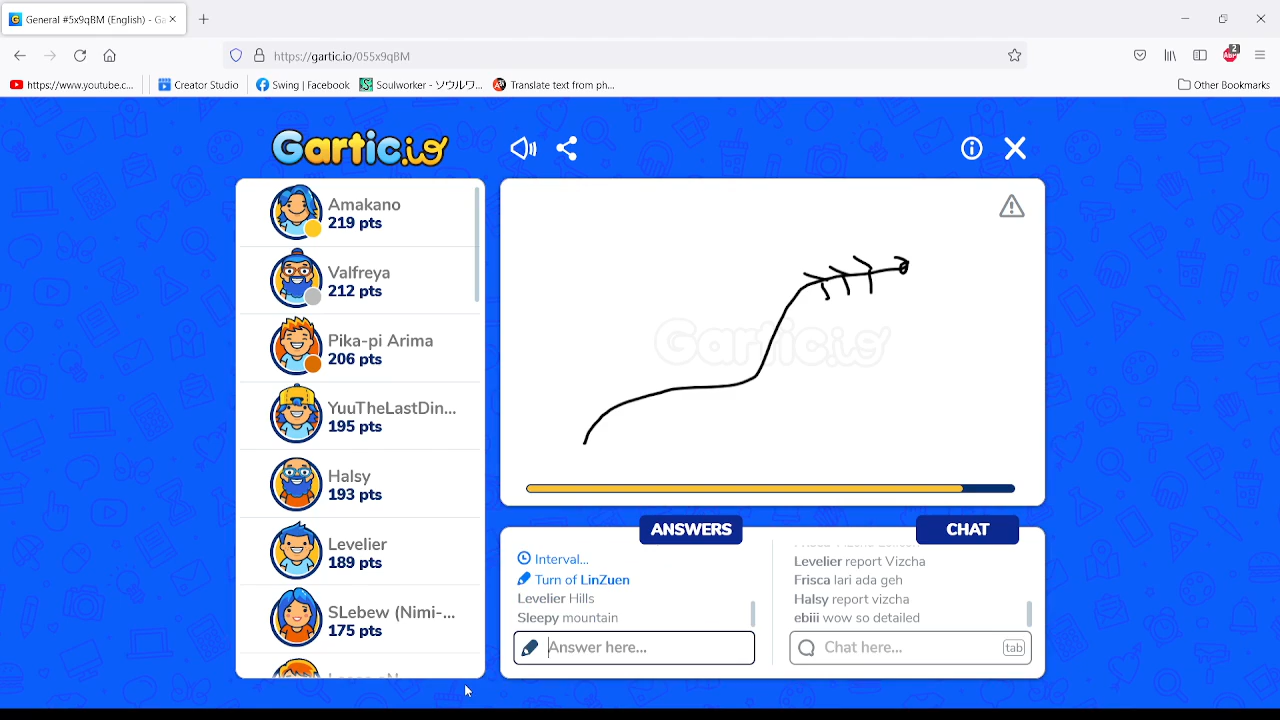 General #5x9qBM (English) - Ga
https://gartic.io/055x9qBM
2
https://www.youtube.c...
Creator Studio
Swing | Facebook
Soulworker - ソウルワ...
Translate text from ph...
Other Bookmarks
Gartic.io
Amakano
219 pts
Valfreya
212 pts
Pika-pi Arima
206 pts
YuuTheLastDin...
195 pts
Halsy
193 pts
Levelier
189 pts
SLebew (Nimi-...
175 pts
Gartic.io
ANSWERS
Interval...
Turn of LinZuen
Levelier Hills
Sleepy mountain
Answer here...
CHAT
Levelier report Vizcha
Frisca lari ada geh
Halsy report vizcha
ebiii wow so detailed
Chat here...
tab